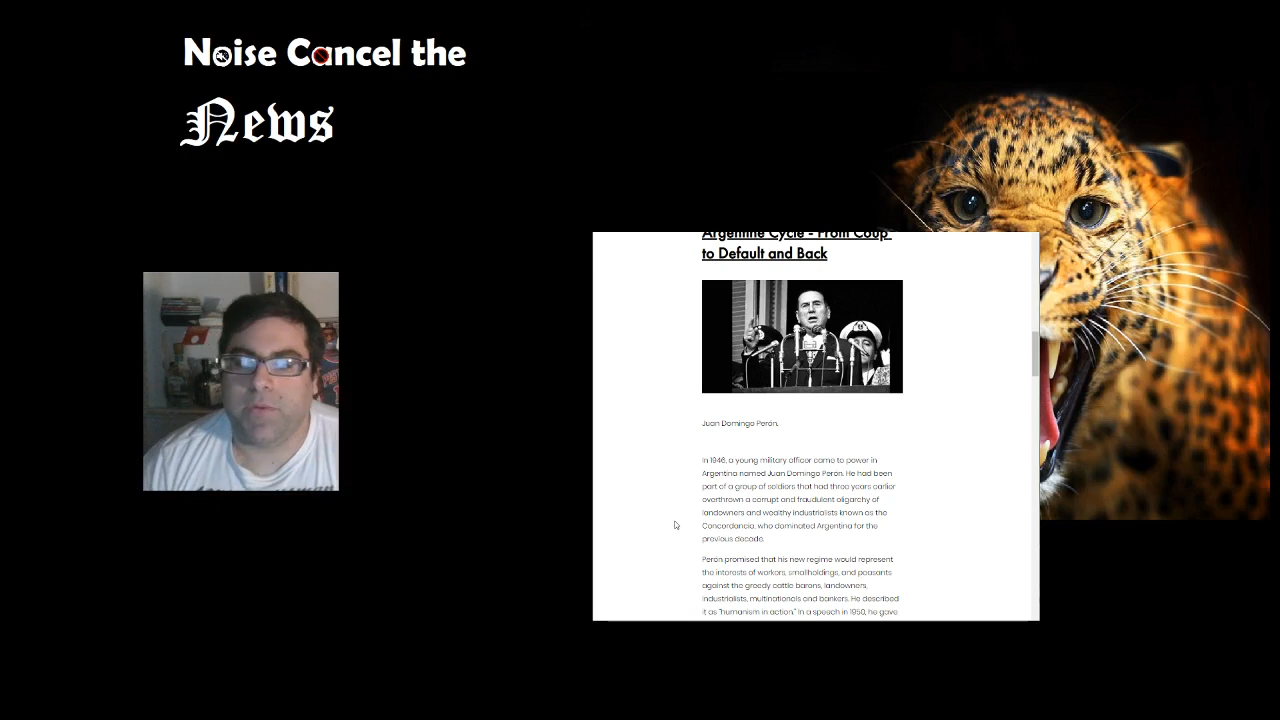 Noise Cancel the
News
Argentine Cycle - From Coup
to Default and Back
Juan Domingo Perón.
In 1946, a young military officer came to power in
Argentina named Juan Domingo Perón. He had been
part of a group of soldiers that had three years earlier
overthrown a corrupt and fraudulent oligarchy of
landowners and wealthy industrialists known as the
Concordancia, who dominated Argentina for the
previous decade.
Perón promised that his new regime would represent
the interests of workers, smallholdings, and peasants
against the greedy cattle barons, landowners,
industrialists, multinationals and bankers. He described
it as "humanism in action." In a speech in 1950, he gave